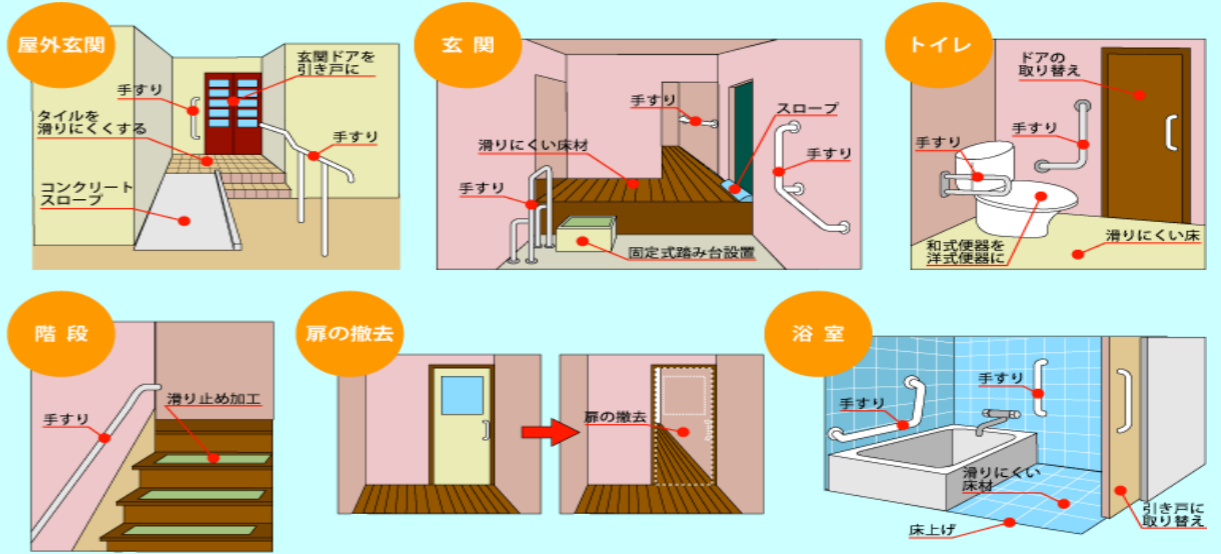 屋外玄関
玄関ドアを
引き戸に
手すり
タイルを
滑りにくくする
手すり
コンクリート
スロープ
玄 関
手すり
スロープ
滑りにくい床材
手すり
手すり
固定式踏み台設置
トイレ
ドアの
取り替え
手すり
手すり
和式便器を
洋式便器に
滑りにくい床
階 段
滑り止め加工
手すり
扉の撤去
扉の撤去
浴 室
手すり
手すり
滑りにくい
床材
引き戸に
取り替え
床上げ